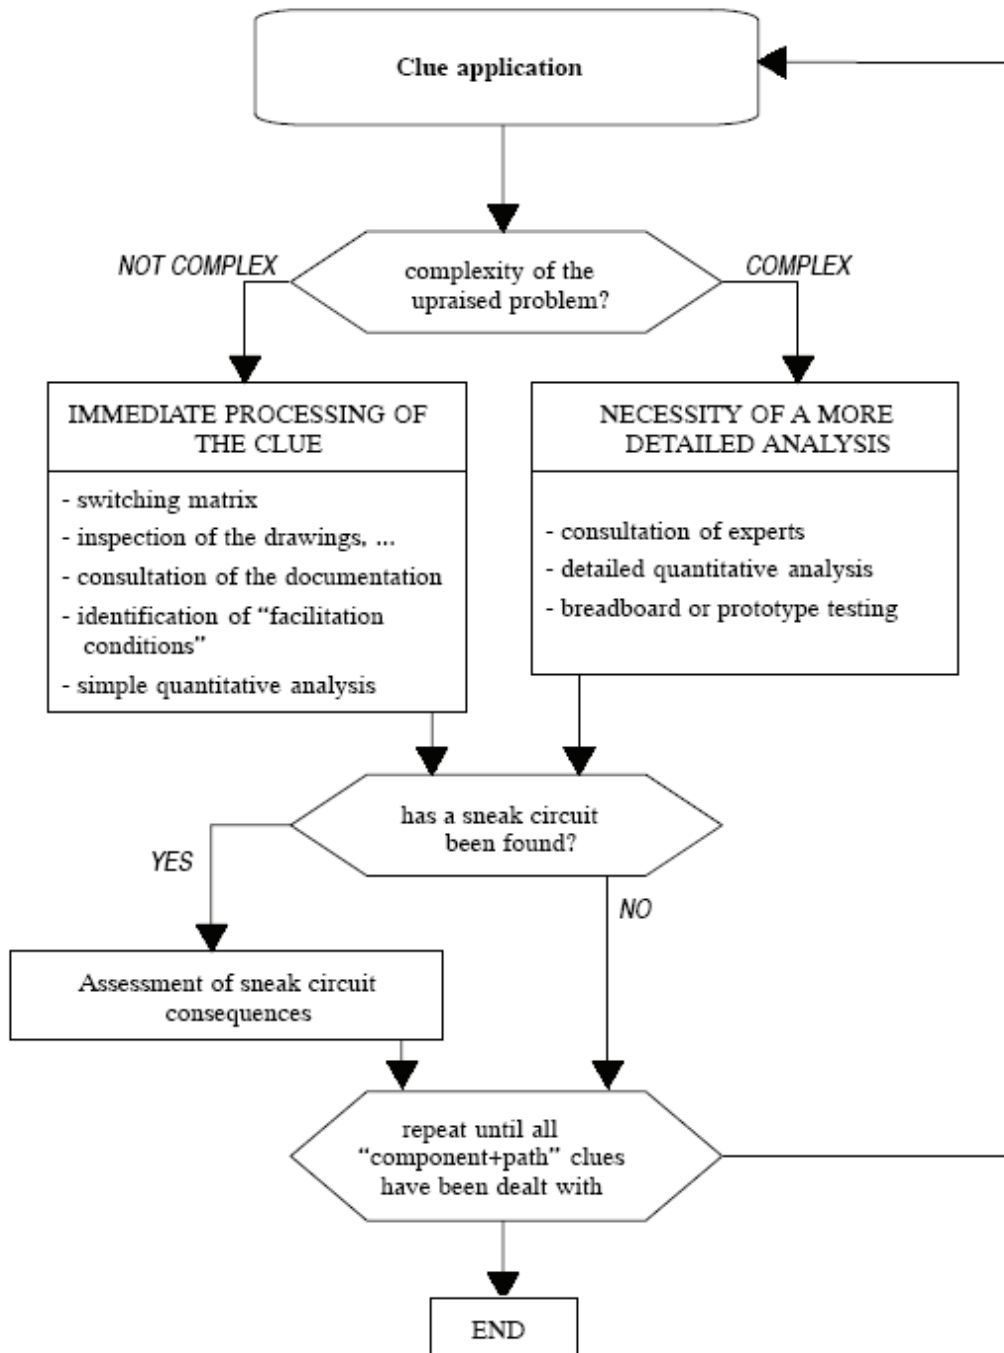 Clue application
NOT COMPLEX
complexity of the
upraised problem?
COMPLEX
IMMEDIATE PROCESSING OF
THE CLUE
- switching matrix
- inspection of the drawings, ...
- consultation of the documentation
- identification of “facilitation
conditions”
- simple quantitative analysis
NECESSITY OF A MORE
DETAILED ANALYSIS
- consultation of experts
- detailed quantitative analysis
- breadboard or prototype testing
has a sneak circuit
been found?
YES
NO
Assessment of sneak circuit
consequences
repeat until all
“component+path” clues
have been dealt with
END